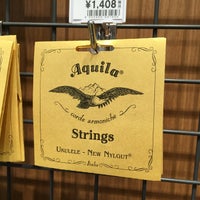 ¥1,408
Aquila®
corde armoniche
Strings
UKULELE - NEW NYLGUT®